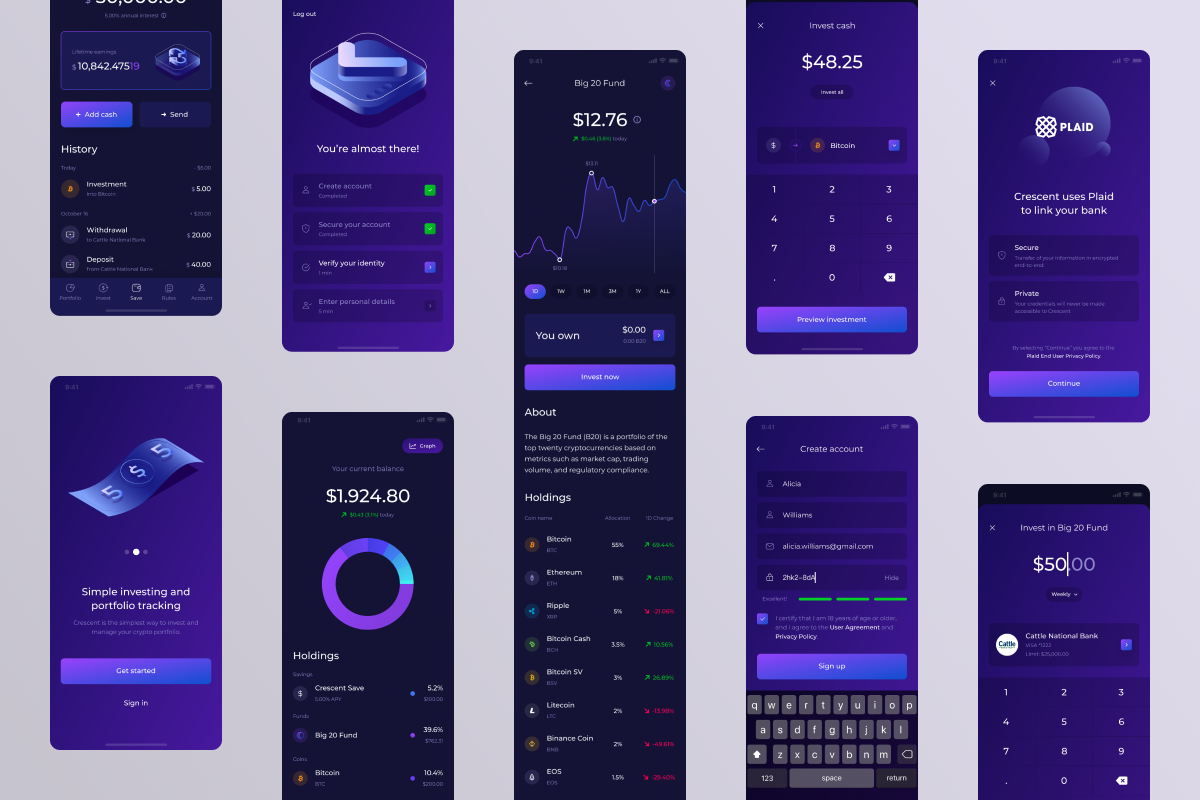 5.00% annual interest
Lifetime earnings
$ 10,842.47519
+ Add cash
→ Send
History
Today
- $5.00
Investment
into Bitcoin
$ 5.00
October 16
+ $20.00
Withdrawal
to Cattle National Bank
$ 20.00
Deposit
from Cattle National Bank
$ 40.00
Portfolio
Invest
Save
Rules
Account
9:41
5 $ 5
Simple investing and
portfolio tracking
Crescent is the simplest way to invest and
manage your crypto portfolio.
Get started
Sign in
Log out
You're almost there!
Create account
Completed
Secure your account
Completed
Verify your identity
1 min
Enter personal details
5 min
9:41
Graph
Your current balance
$1,924.80
$0.43 (3.1%) today
Holdings
Savings
Crescent Save
5.00% APY
5.2%
$100.00
Funds
Big 20 Fund
39.6%
$762.31
Coins
Bitcoin
BTC
10.4%
$200.00
9:41
Big 20 Fund
$12.76
$0.46 (3.6%) today
$13.11
$10.18
1D
1W
1M
3M
1Y
ALL
You own
$0.00
0.00 B20
Invest now
About
The Big 20 Fund (B20) is a portfolio of the
top twenty cryptocurrencies based on
metrics such as market cap, trading
volume, and regulatory compliance.
Holdings
Coin name
Allocation
1D Change
Bitcoin
BTC
55%
69.44%
Ethereum
ETH
18%
41.81%
Ripple
XRP
5%
-21.06%
Bitcoin Cash
BCH
3.5%
10.56%
Bitcoin SV
BSV
3%
26.89%
Litecoin
LTC
2%
-13.98%
Binance Coin
BNB
2%
-49.81%
EOS
EOS
1.5%
-29.40%
Invest cash
$48.25
Invest all
$ → Bitcoin
1 2 3
4 5 6
7 8 9
. 0
Preview investment
9:41
Create account
Alicia
Williams
alicia.williams@gmail.com
2hk2–8dA
Hide
Excellent!
I certify that I am 18 years of age or older,
and I agree to the User Agreement and
Privacy Policy.
Sign up
q w e r t y u i o p
a s d f g h j k l
z x c v b n m
123 space return
9:41
PLAID
Crescent uses Plaid
to link your bank
Secure
Transfer of your information in encrypted
end-to-end
Private
Your credentials will never be made
accessible to Crescent
By selecting "Continue" you agree to the
Plaid End User Privacy Policy
Continue
9:41
Invest in Big 20 Fund
$50.00
Weekly
Cattle
Cattle National Bank
VISA *1222
Limit: $25,000.00
1 2 3
4 5 6
7 8 9
. 0